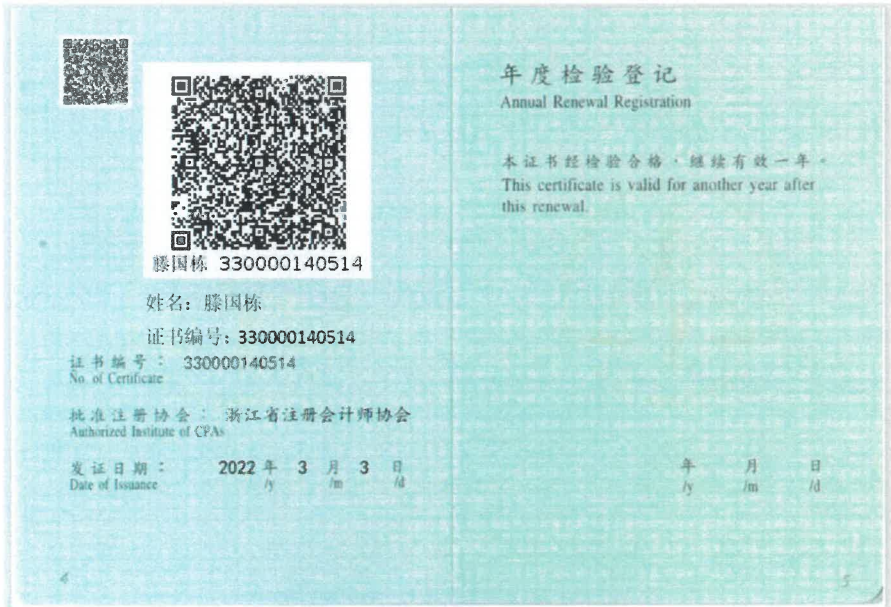 滕国栋 330000140514
姓名：滕国栋
证书编号：330000140514
证书编号：330000140514
No. of Certificate
批准注册协会：浙江省注册会计师协会
Authorized Institute of CPAs
发证日期：2022 年 3 月 3 日
Date of Issuance /y /m /d
4
年度检验登记
Annual Renewal Registration
本证书经检验合格，继续有效一年。
This certificate is valid for another year after
this renewal.
年 月 日
/y /m /d
5